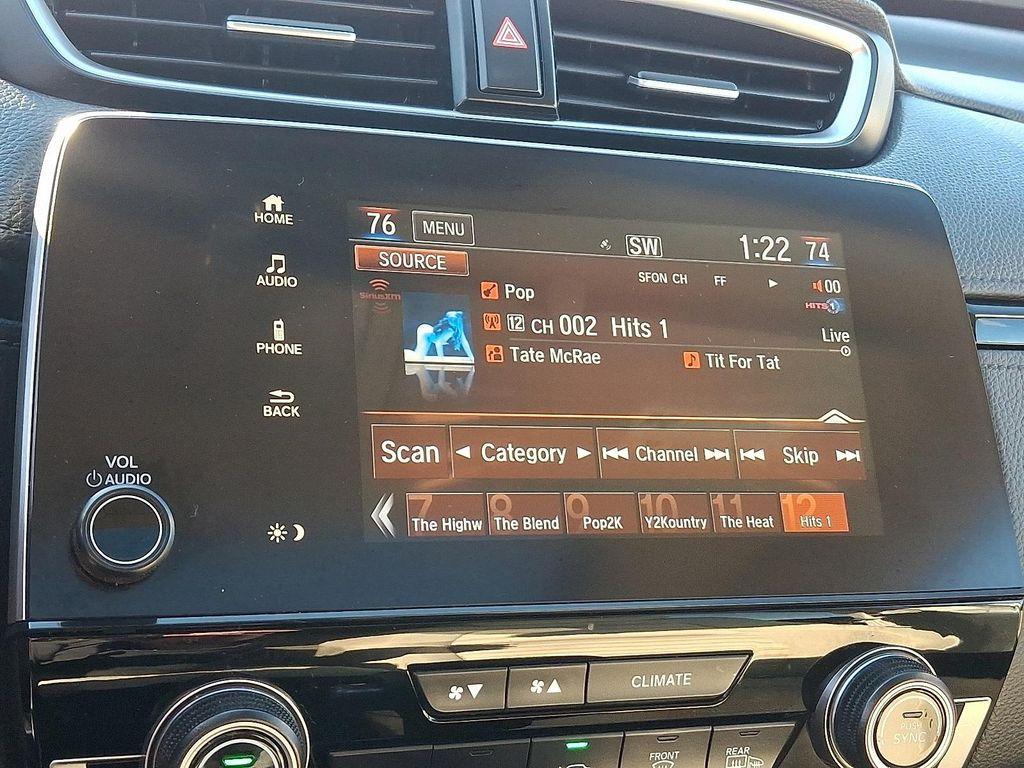 HOME
AUDIO
PHONE
BACK
VOL
AUDIO
76 MENU SW 1:22 74
SOURCE SFON CH FF
SiriusXM Pop 00
HITS 1
12 CH 002 Hits 1 Live
Tate McRae Tit For Tat
Scan Category Channel Skip
7 8 9 10 11 12
The Highw The Blend Pop2K Y2Kountry The Heat Hits 1
CLIMATE
FRONT REAR
PUSH
SYNC